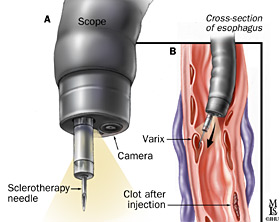 A
Scope
Cross-section
of esophagus
B
Varix
Camera
Sclerotherapy
needle
Clot after
injection